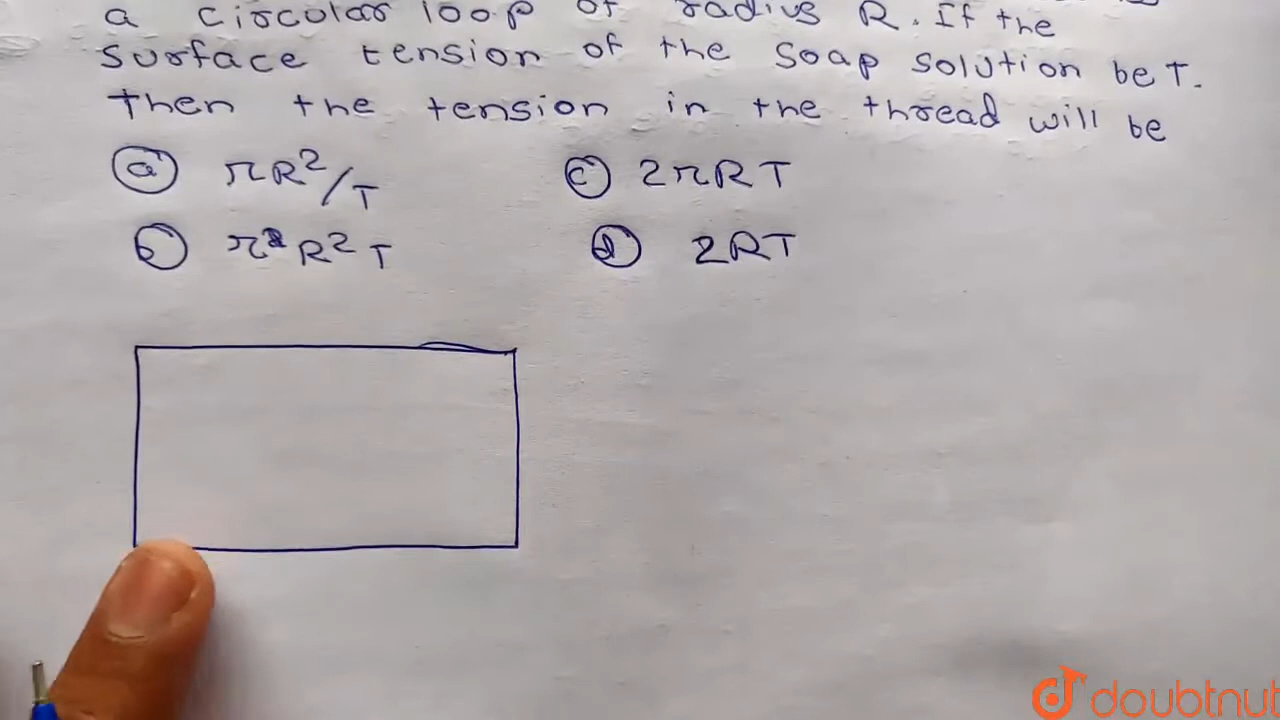 a circular loop of radius R. If the
surface tension of the soap solution be T.
Then the tension in the thread will be
(a) πR²/T (c) 2πRT
(b) π R²T (d) 2RT
doubtnut